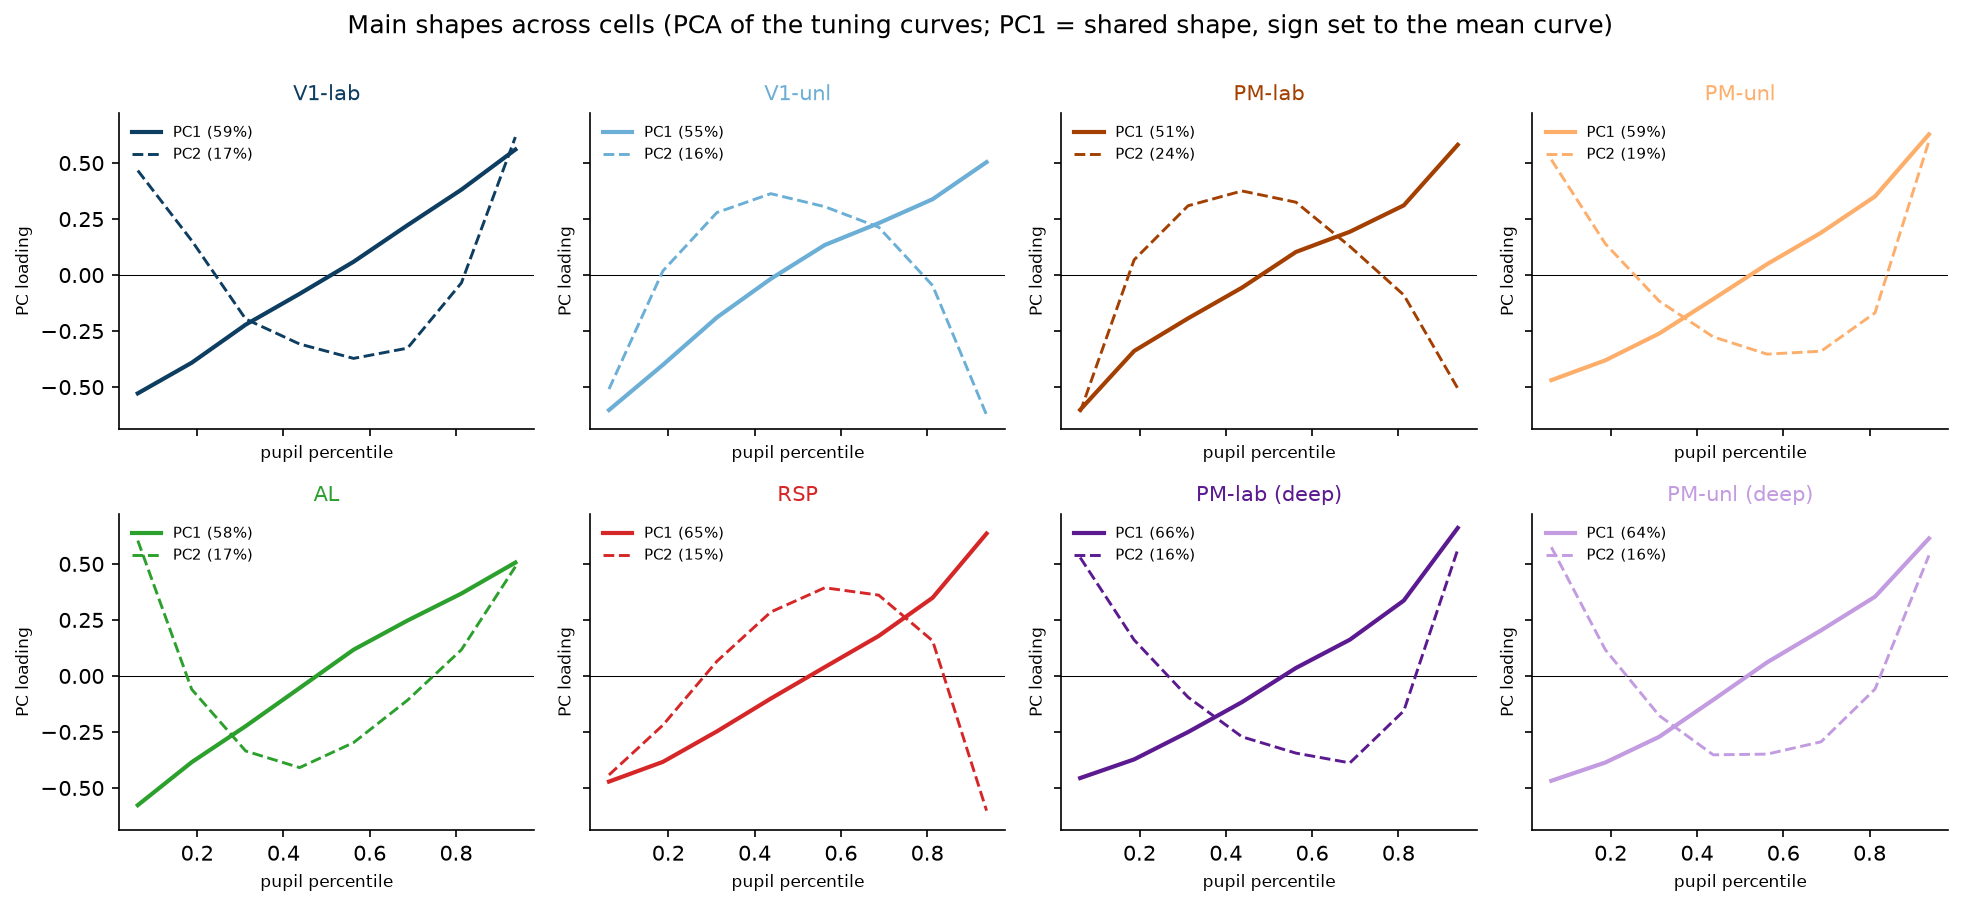 Main shapes across cells (PCA of the tuning curves; PC1 = shared shape, sign set to the mean curve)
V1-lab
PC1 (59%)
PC2 (17%)
0.50
0.25
0.00
−0.25
−0.50
PC loading
pupil percentile
V1-unl
PC1 (55%)
PC2 (16%)
PC loading
pupil percentile
PM-lab
PC1 (51%)
PC2 (24%)
PC loading
pupil percentile
PM-unl
PC1 (59%)
PC2 (19%)
PC loading
pupil percentile
AL
PC1 (58%)
PC2 (17%)
0.50
0.25
0.00
−0.25
−0.50
PC loading
0.2 0.4 0.6 0.8
pupil percentile
RSP
PC1 (65%)
PC2 (15%)
PC loading
0.2 0.4 0.6 0.8
pupil percentile
PM-lab (deep)
PC1 (66%)
PC2 (16%)
PC loading
0.2 0.4 0.6 0.8
pupil percentile
PM-unl (deep)
PC1 (64%)
PC2 (16%)
PC loading
0.2 0.4 0.6 0.8
pupil percentile